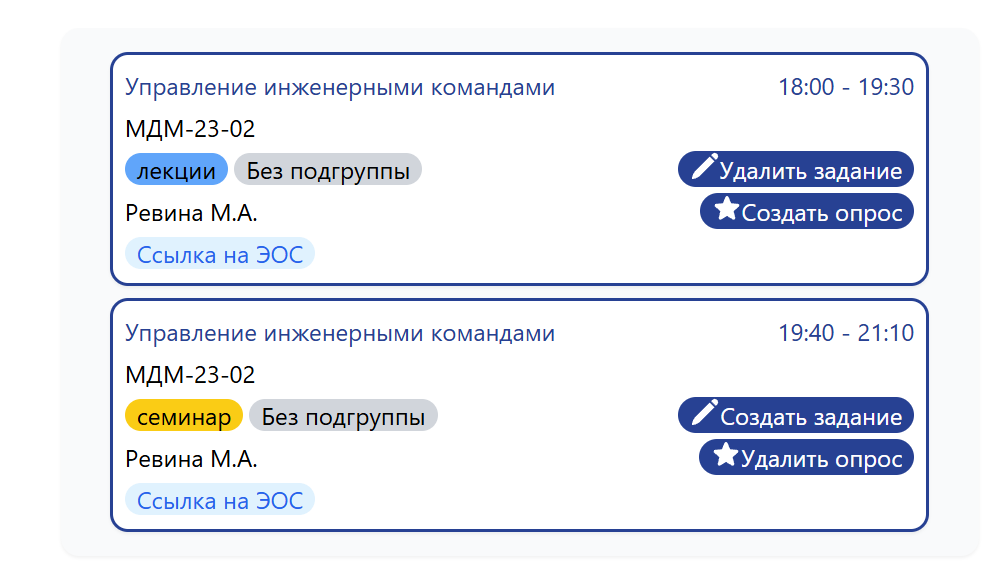 Управление инженерными командами 18:00 - 19:30
МДМ-23-02
лекции Без подгруппы Удалить задание
Ревина М.А. Создать опрос
Ссылка на ЭОС
Управление инженерными командами 19:40 - 21:10
МДМ-23-02
семинар Без подгруппы Создать задание
Ревина М.А. Удалить опрос
Ссылка на ЭОС